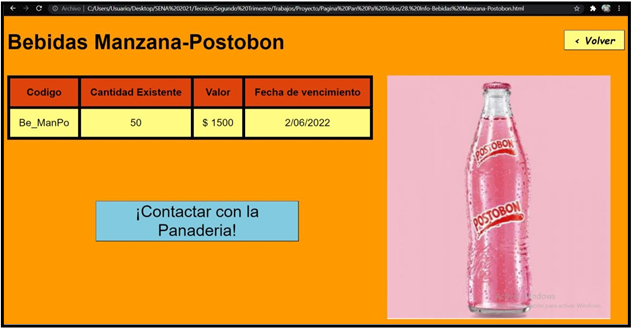 Archivo | C:/Users/Usuario/Desktop/SENA%202021/Tecnico/Segundo%20Trimestre/Trabajos/Proyecto/Pagina%20Pan%20Pa%20Todos/28.%20Info-Bebidas%20Manzana-Postobon.html
Bebidas Manzana-Postobon
< Volver
Codigo Cantidad Existente Valor Fecha de vencimiento
Be_ManPo 50 $ 1500 2/06/2022
¡Contactar con la
Panaderia!
POSTOBON
POSTOBON